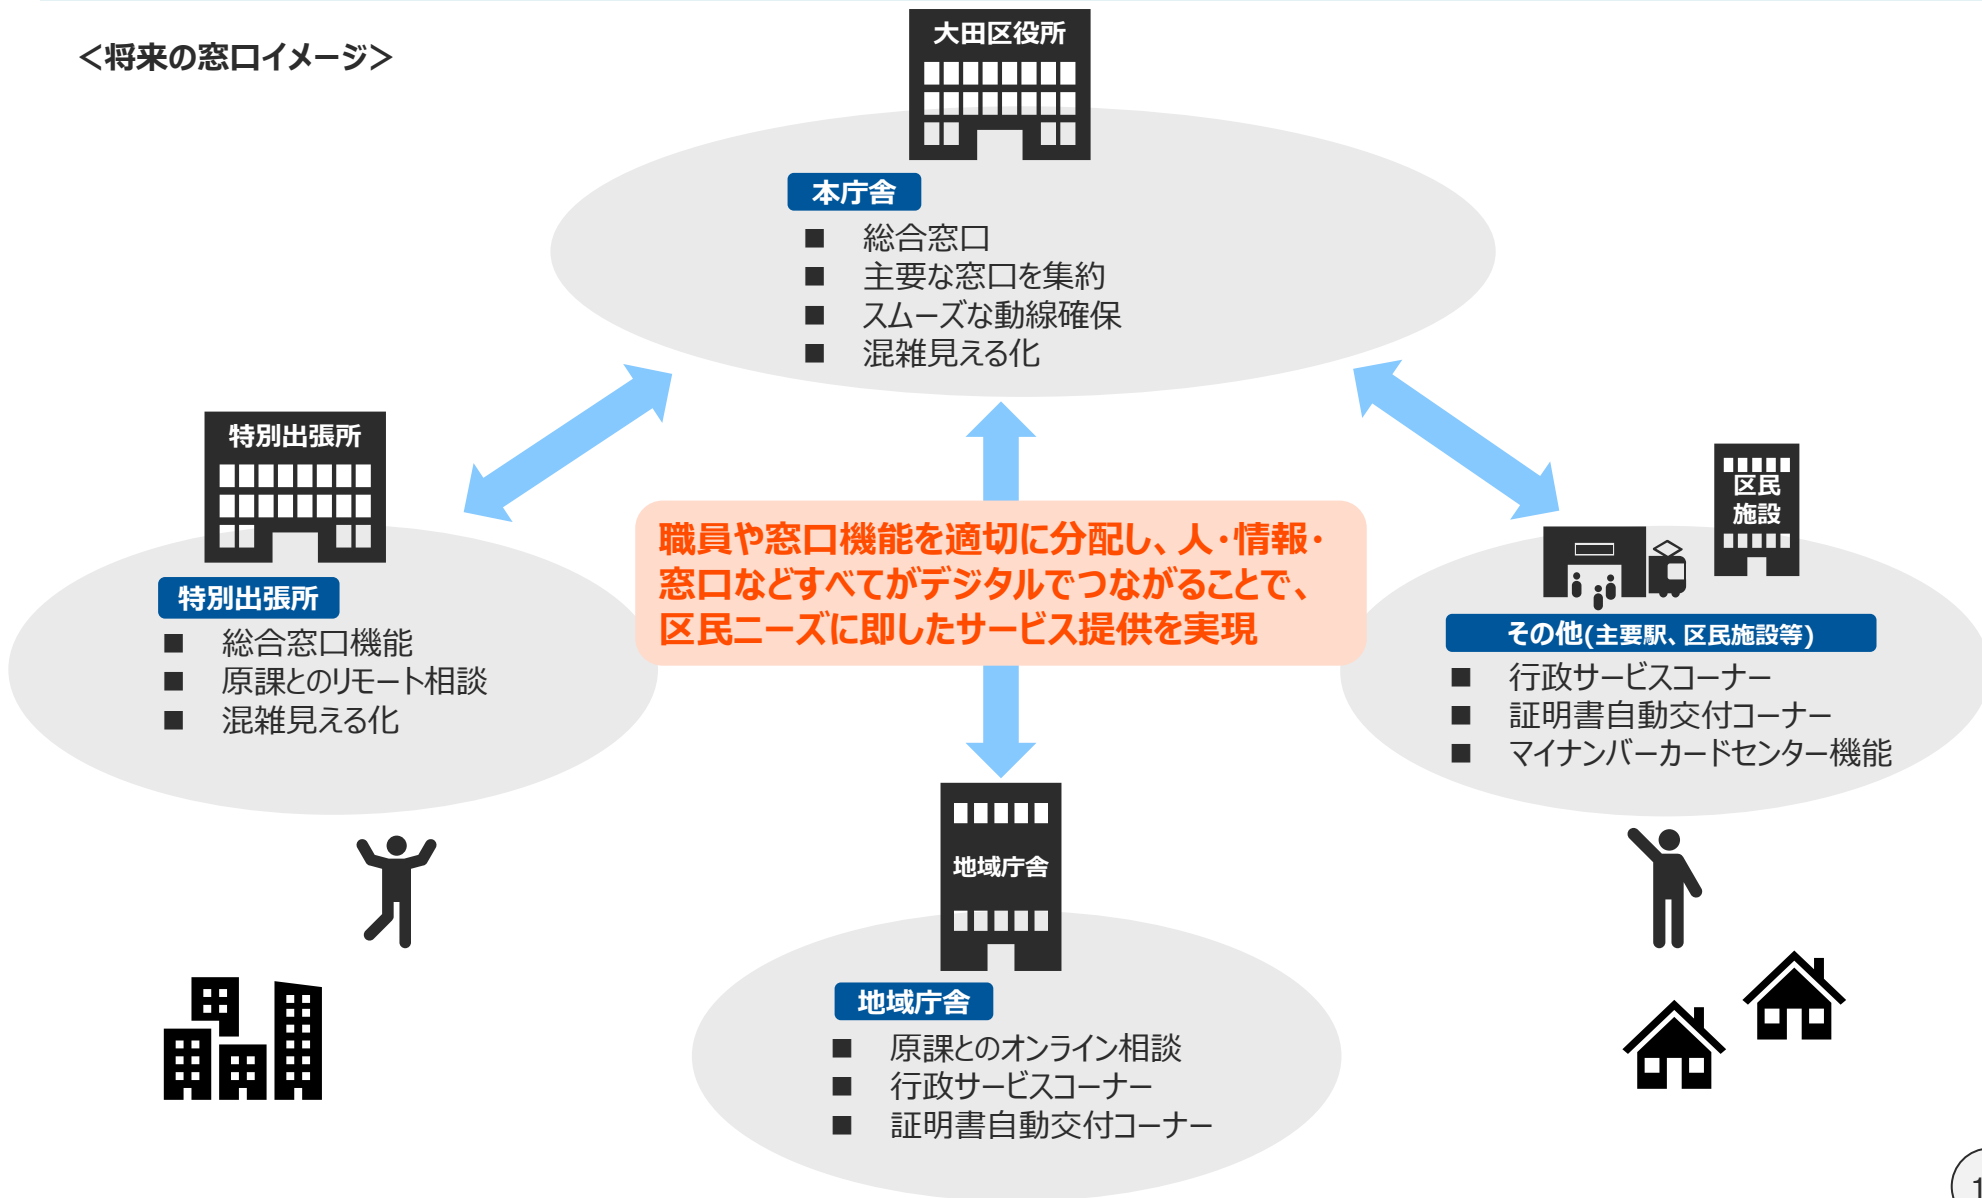 ＜将来の窓口イメージ＞
大田区役所
本庁舎
■ 総合窓口
■ 主要な窓口を集約
■ スムーズな動線確保
■ 混雑見える化
特別出張所
特別出張所
■ 総合窓口機能
■ 原課とのリモート相談
■ 混雑見える化
職員や窓口機能を適切に分配し、人・情報・
窓口などすべてがデジタルでつながることで、
区民ニーズに即したサービス提供を実現
区民
施設
その他(主要駅、区民施設等)
■ 行政サービスコーナー
■ 証明書自動交付コーナー
■ マイナンバーカードセンター機能
地域庁舎
地域庁舎
■ 原課とのオンライン相談
■ 行政サービスコーナー
■ 証明書自動交付コーナー